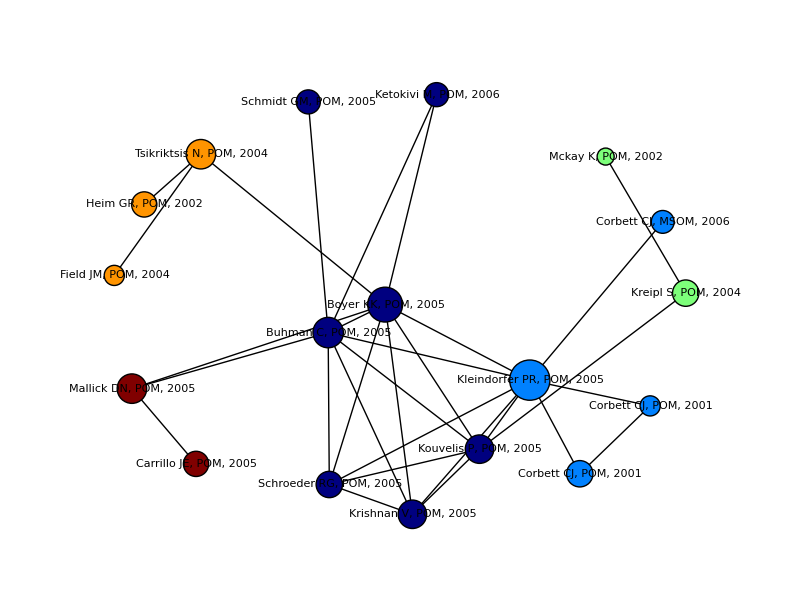 Ketokivi M, POM, 2006
Schmidt GM, POM, 2005
Tsikriktsis N, POM, 2004
Mckay K, POM, 2002
Heim GR, POM, 2002
Corbett CJ, MSOM, 2006
Field JM, POM, 2004
Kreipl S, POM, 2004
Boyer KK, POM, 2005
Buhman C, POM, 2005
Kleindorfer PR, POM, 2005
Mallick DN, POM, 2005
Corbett CJ, POM, 2001
Kouvelis P, POM, 2005
Carrillo JE, POM, 2005
Corbett CJ, POM, 2001
Schroeder RG, POM, 2005
Krishnan V, POM, 2005